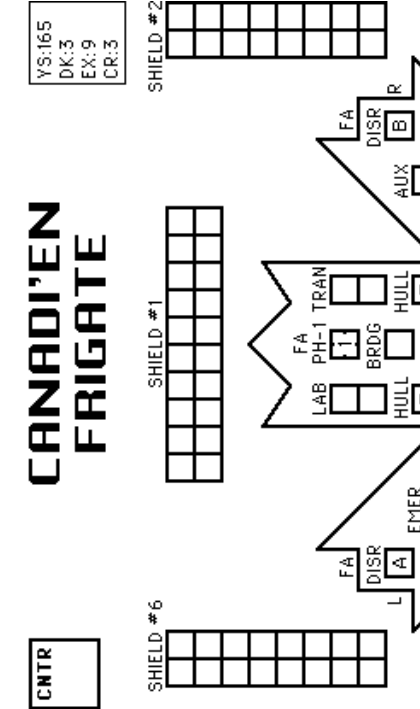 CNTR
CANADI'EN
FRIGATE
YS:165
DK:3
EX:9
CR:3
SHIELD #6
SHIELD #1
SHIELD #2
FA
DISR
A
L
EMER
LAB
FA
PH-1
1
TRAN
HULL
BRDG
HULL
FA
DISR
B
R
AUX